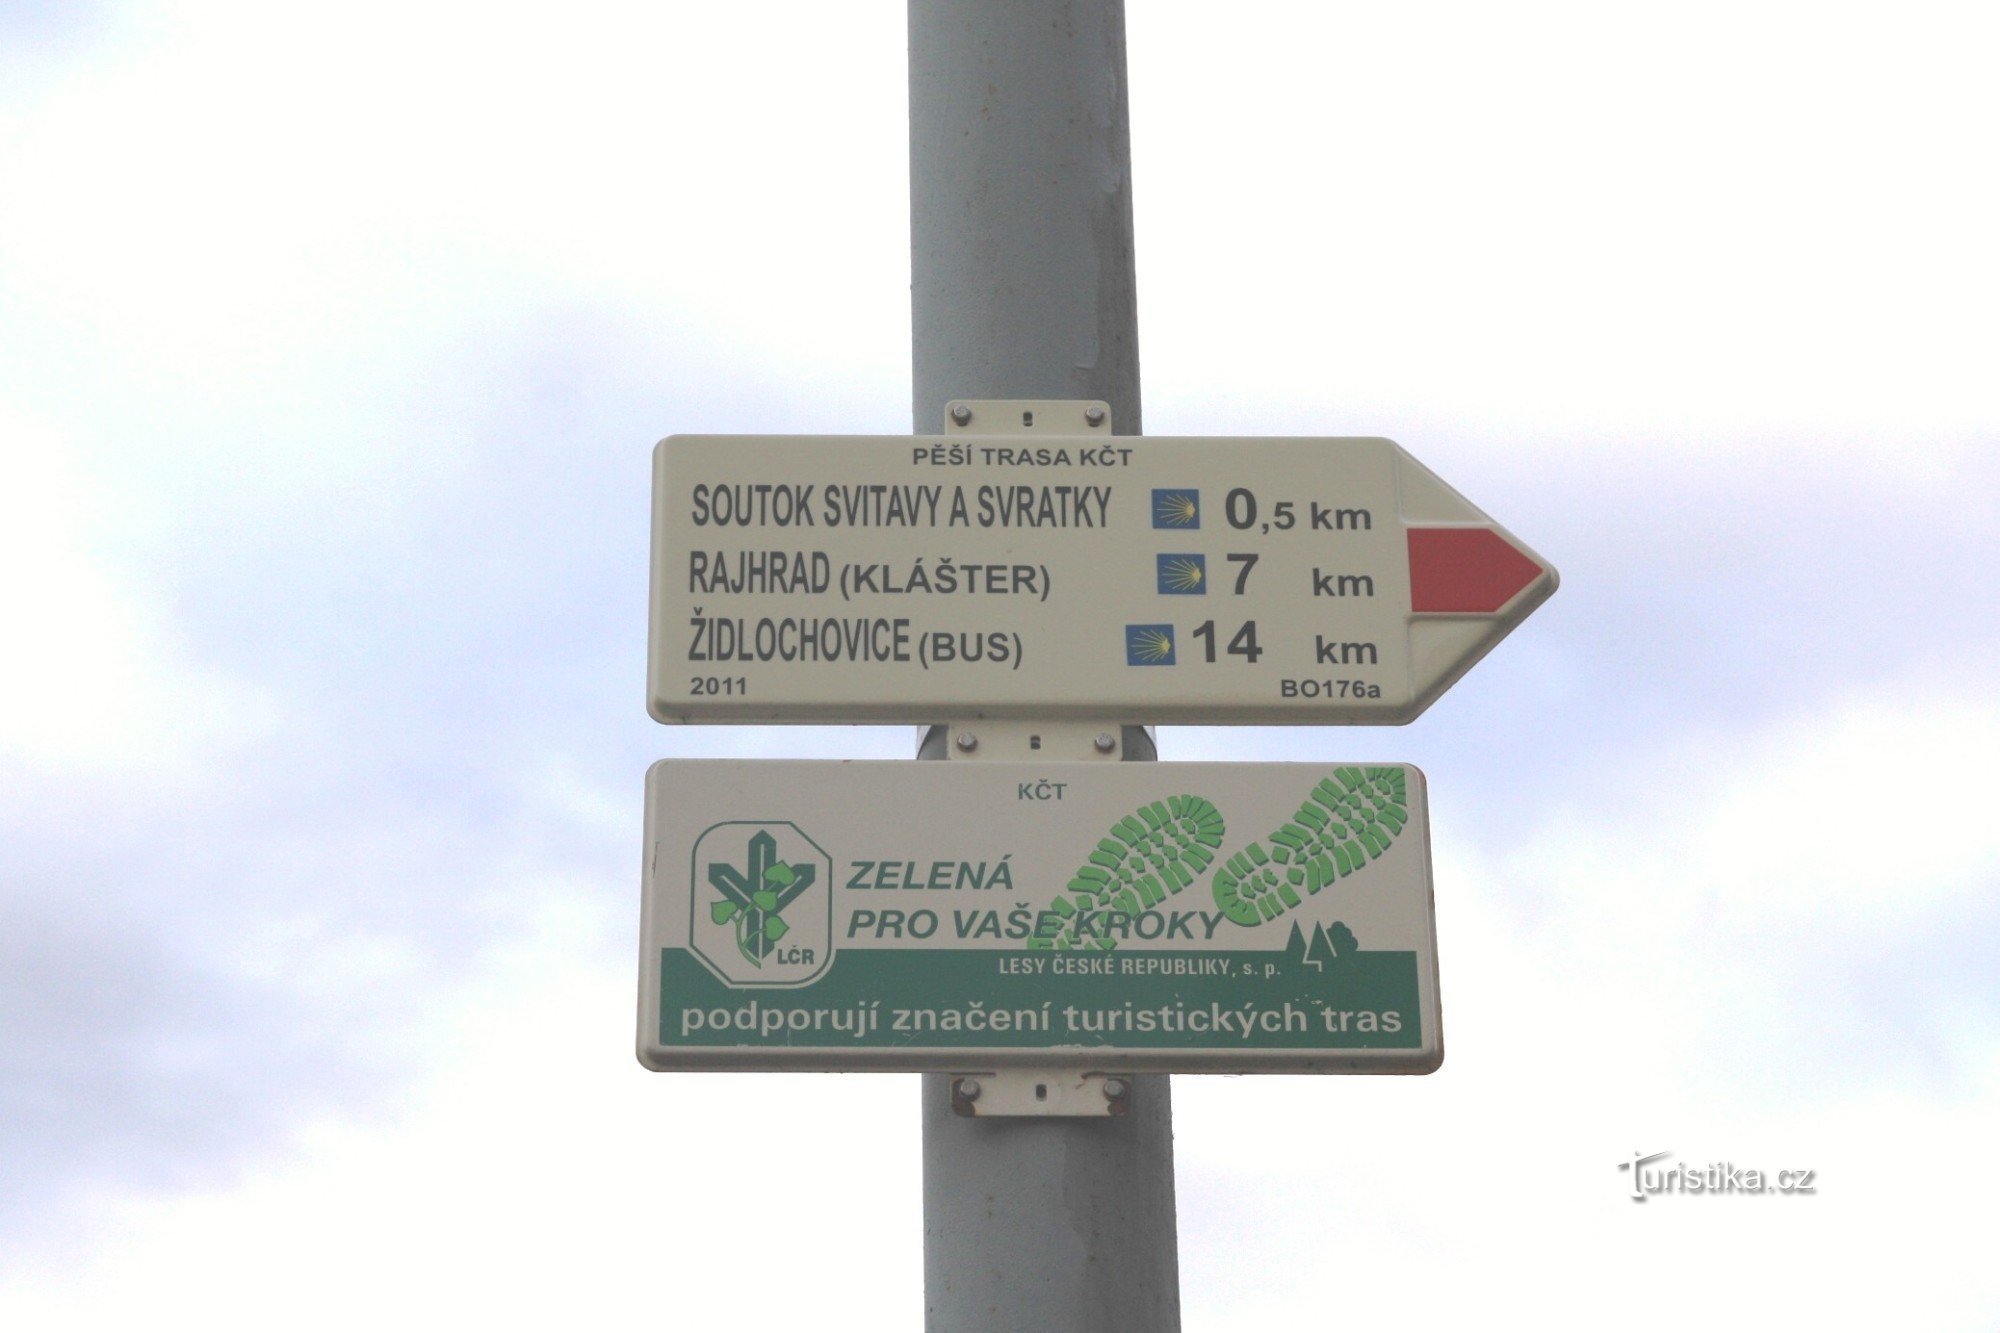 PĚŠÍ TRASA KČT
SOUTOK SVITAVY A SVRATKY 0,5 km
RAJHRAD (KLÁŠTER) 7 km
ŽIDLOCHOVICE (BUS) 14 km
2011 BO176a
KČT
ZELENÁ
PRO VAŠE KROKY
LČR
LESY ČESKÉ REPUBLIKY, s. p.
podporují značení turistických tras
Turistika.cz